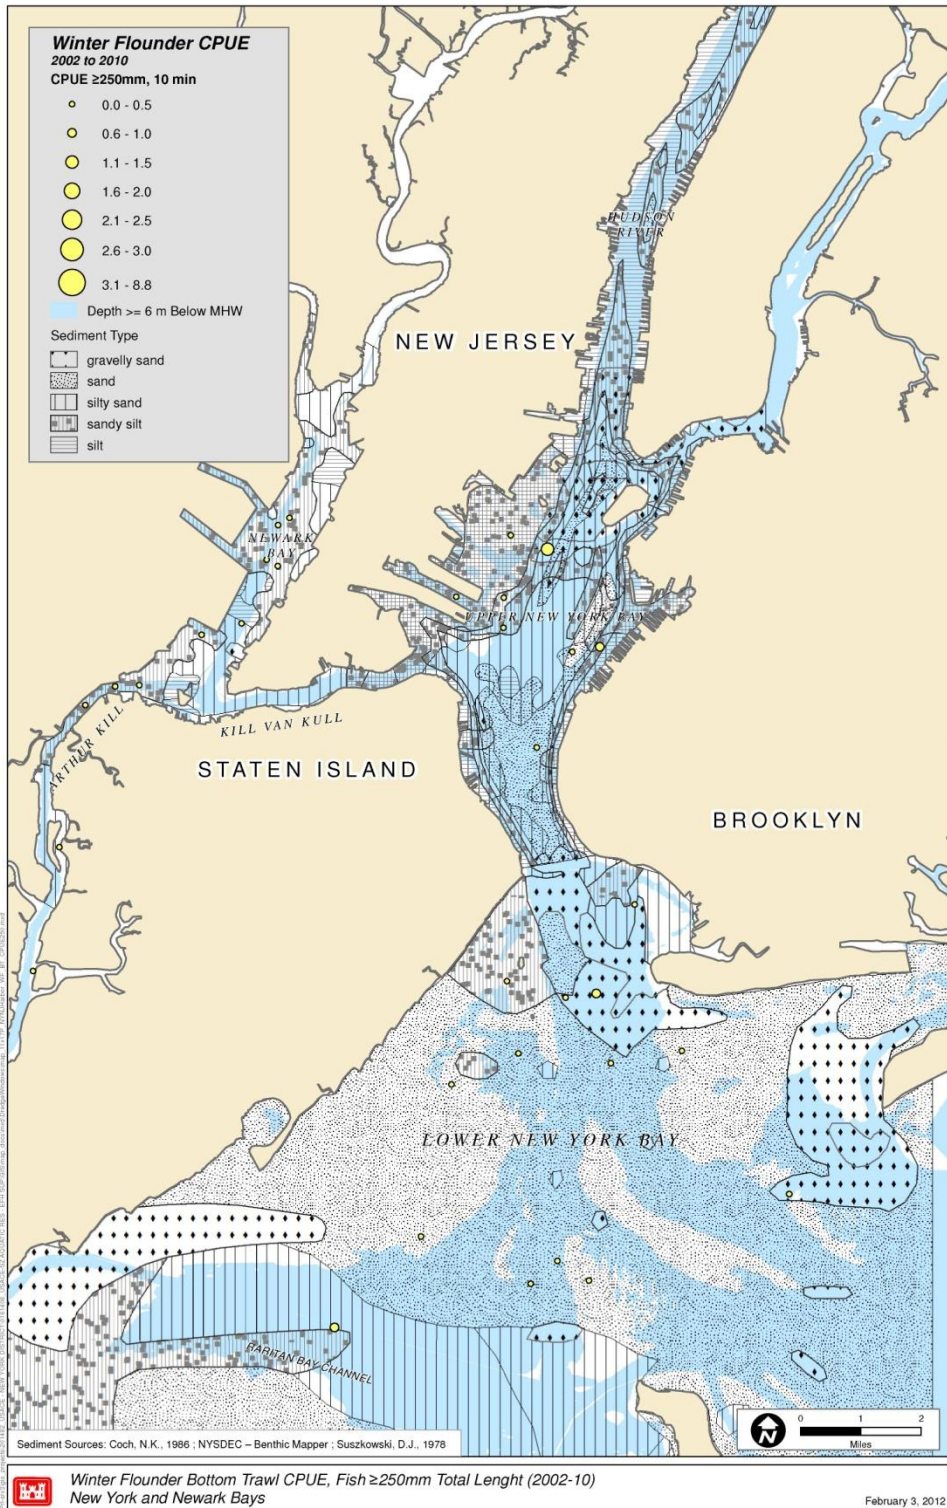 Winter Flounder CPUE
2002 to 2010
CPUE ≥250mm, 10 min
0.0 - 0.5
0.6 - 1.0
1.1 - 1.5
1.6 - 2.0
2.1 - 2.5
2.6 - 3.0
3.1 - 8.8
Depth >= 6 m Below MHW
Sediment Type
gravelly sand
sand
silty sand
sandy silt
silt
HUDSON
RIVER
NEW JERSEY
NEWARK
BAY
UPPER NEW YORK BAY
ARTHUR KILL
KILL VAN KULL
STATEN ISLAND
BROOKLYN
LOWER NEW YORK BAY
RARITAN BAY CHANNEL
N
0 1 2
Miles
Sediment Sources: Coch, N.K., 1986 ; NYSDEC – Benthic Mapper ; Suszkowski, D.J., 1978
Winter Flounder Bottom Trawl CPUE, Fish ≥250mm Total Lenght (2002-10)
New York and Newark Bays
February 3, 2012